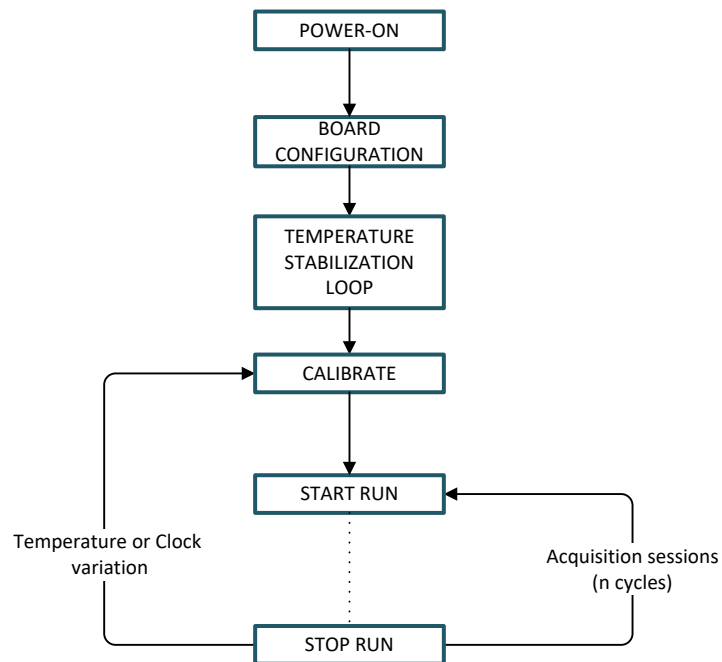 POWER-ON
BOARD
CONFIGURATION
TEMPERATURE
STABILIZATION
LOOP
CALIBRATE
START RUN
Temperature or Clock
variation
Acquisition sessions
(n cycles)
STOP RUN